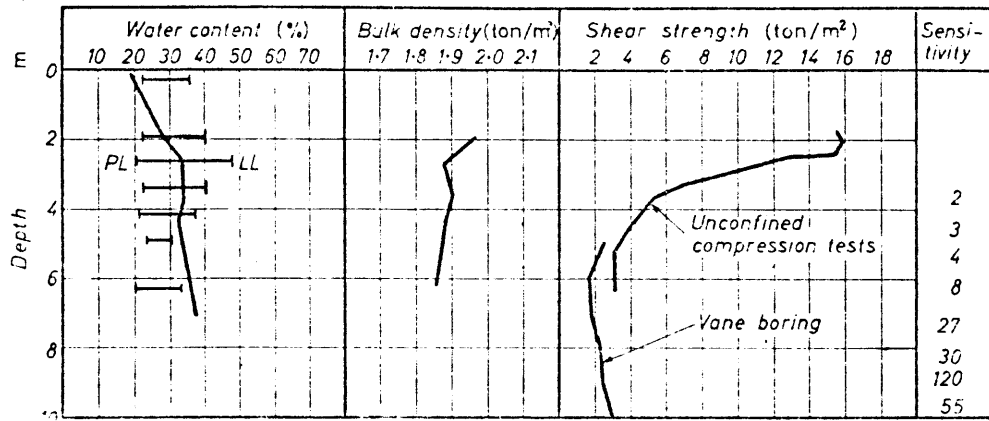 Water content (%) Bulk density (ton/m³) Shear strength (ton/m²) Sensi-
tivity
10 20 30 40 50 60 70 1·7 1·8 1·9 2·0 2·1 2 4 6 8 10 12 14 16 18
m
0
2
PL LL
2
4
Unconfined
compression tests
3
4
Depth
6
8
Vane boring
27
8
30
120
10
55